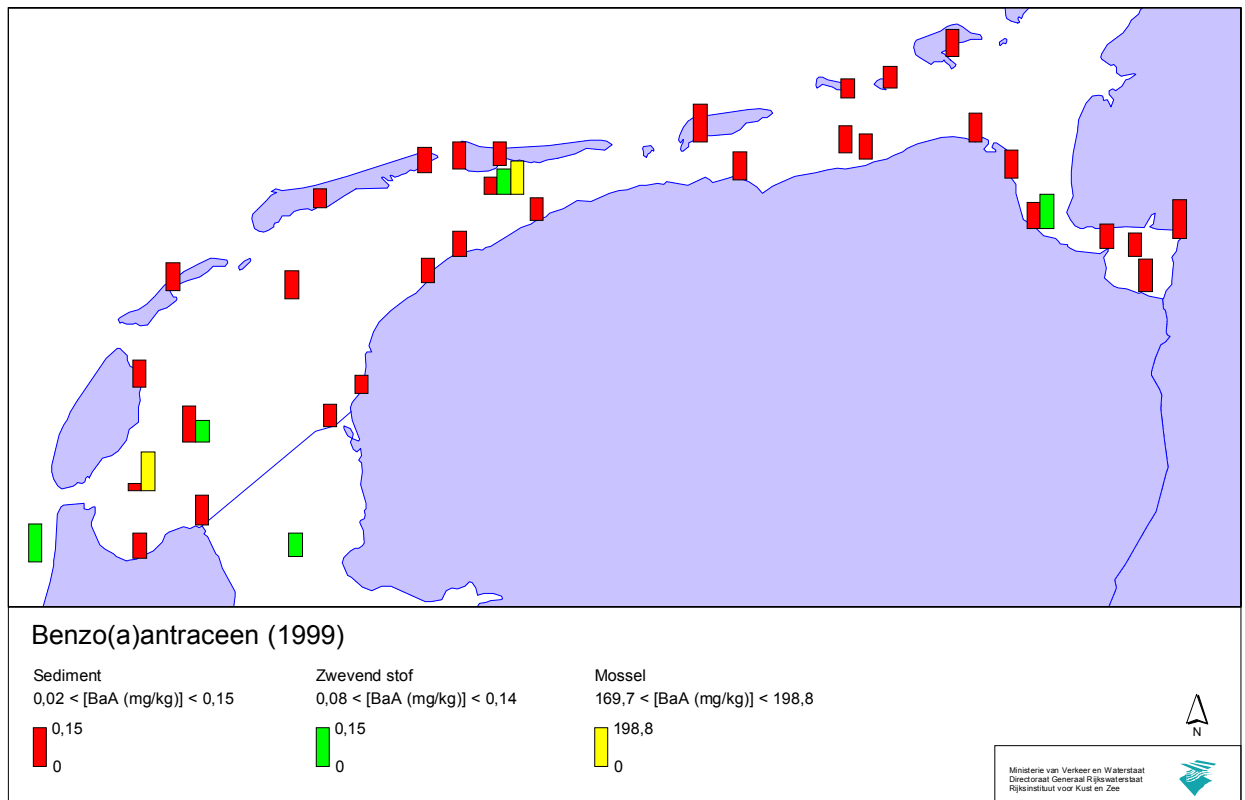 Benzo(a)antraceen (1999)
Sediment
0,02 < [BaA (mg/kg)] < 0,15
0,15
0
Zwevend stof
0,08 < [BaA (mg/kg)] < 0,14
0,15
0
Mossel
169,7 < [BaA (mg/kg)] < 198,8
198,8
0
N
Ministerie van Verkeer en Waterstaat
Directoraat Generaal Rijkswaterstaat
Rijksinstituut voor Kust en Zee